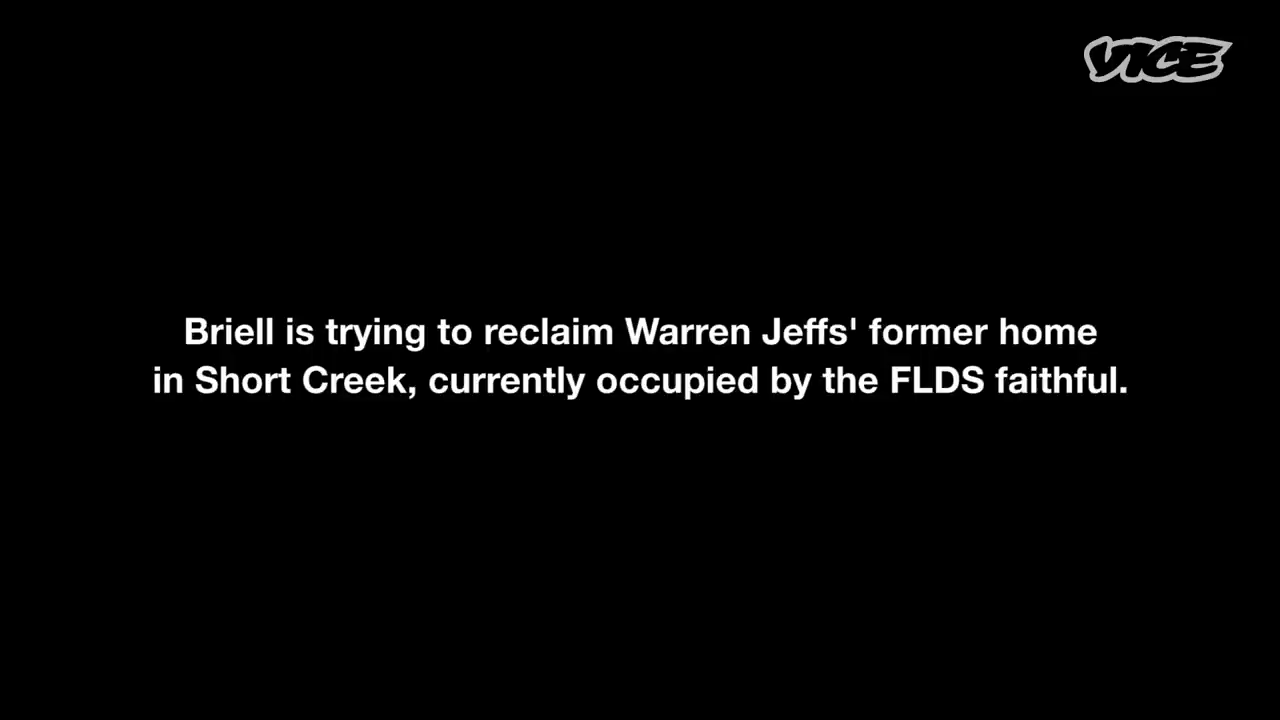 VICE
Briell is trying to reclaim Warren Jeffs' former home
in Short Creek, currently occupied by the FLDS faithful.